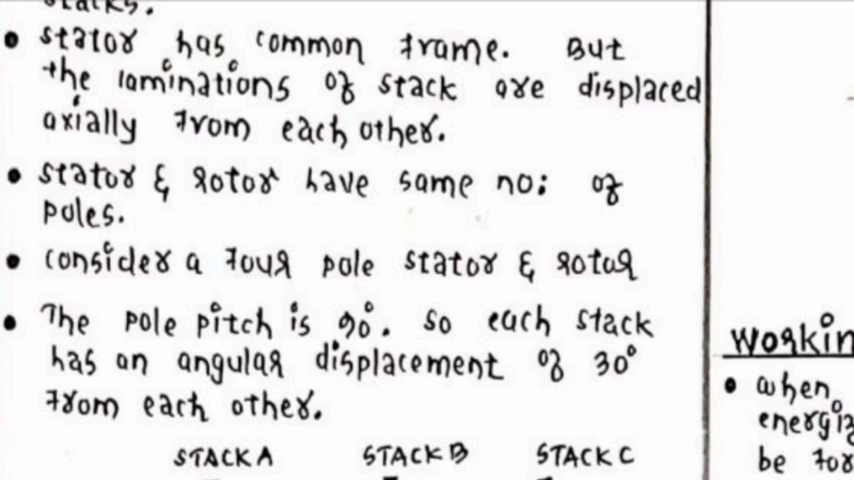 stacks.
• stator has common frame. But
the laminations of stack are displaced
axially from each other.
• stator & rotor have same no: of
poles.
• consider a four pole stator & rotor
• The pole pitch is 90°. So each stack
has an angular displacement of 30°
from each other.
STACK A STACK B STACK C
Workin
• when
energiz
be for